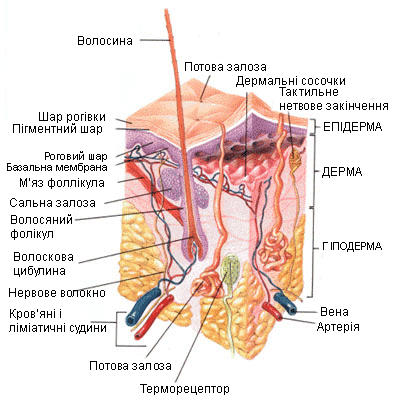 Волосина
Потова залоза
Дермальні сосочки
Тактильне
нетвове закінчення
Шар рогівки
Пігментний шар
ЕПІДЕРМА
Роговий шар
Базальна мембрана
М'яз фоллікула
ДЕРМА
Сальна залоза
Волосяний
фолікул
ГІПОДЕРМА
Волоскова
цибулина
Нервове волокно
Кров'яні і
ліміатичні судини
Вена
Артерія
Потова залоза
Терморецептор